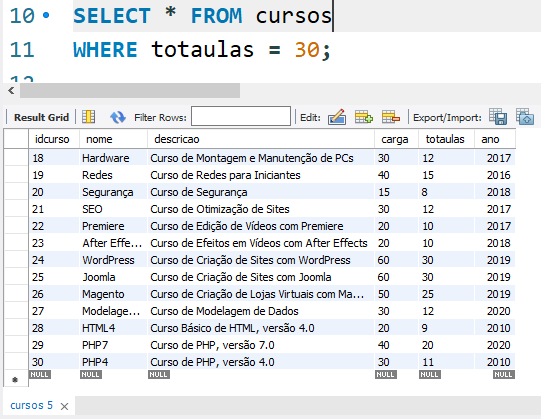 10 SELECT * FROM cursos
11 WHERE totaulas = 30;
Result Grid Filter Rows: Edit: Export/Import:
idcurso nome descricao carga totaulas ano
18 Hardware Curso de Montagem e Manutenção de PCs 30 12 2017
19 Redes Curso de Redes para Iniciantes 40 15 2016
20 Segurança Curso de Segurança 15 8 2018
21 SEO Curso de Otimização de Sites 30 12 2017
22 Premiere Curso de Edição de Vídeos com Premiere 20 10 2017
23 After Effe... Curso de Efeitos em Vídeos com After Effects 20 10 2018
24 WordPress Curso de Criação de Sites com WordPress 60 30 2019
25 Joomla Curso de Criação de Sites com Joomla 60 30 2019
26 Magento Curso de Criação de Lojas Virtuais com Ma... 50 25 2019
27 Modelage... Curso de Modelagem de Dados 30 12 2020
28 HTML4 Curso Básico de HTML, versão 4.0 20 9 2010
29 PHP7 Curso de PHP, versão 7.0 40 20 2020
30 PHP4 Curso de PHP, versão 4.0 30 11 2010
* NULL NULL NULL NULL NULL NULL
cursos 5 ×